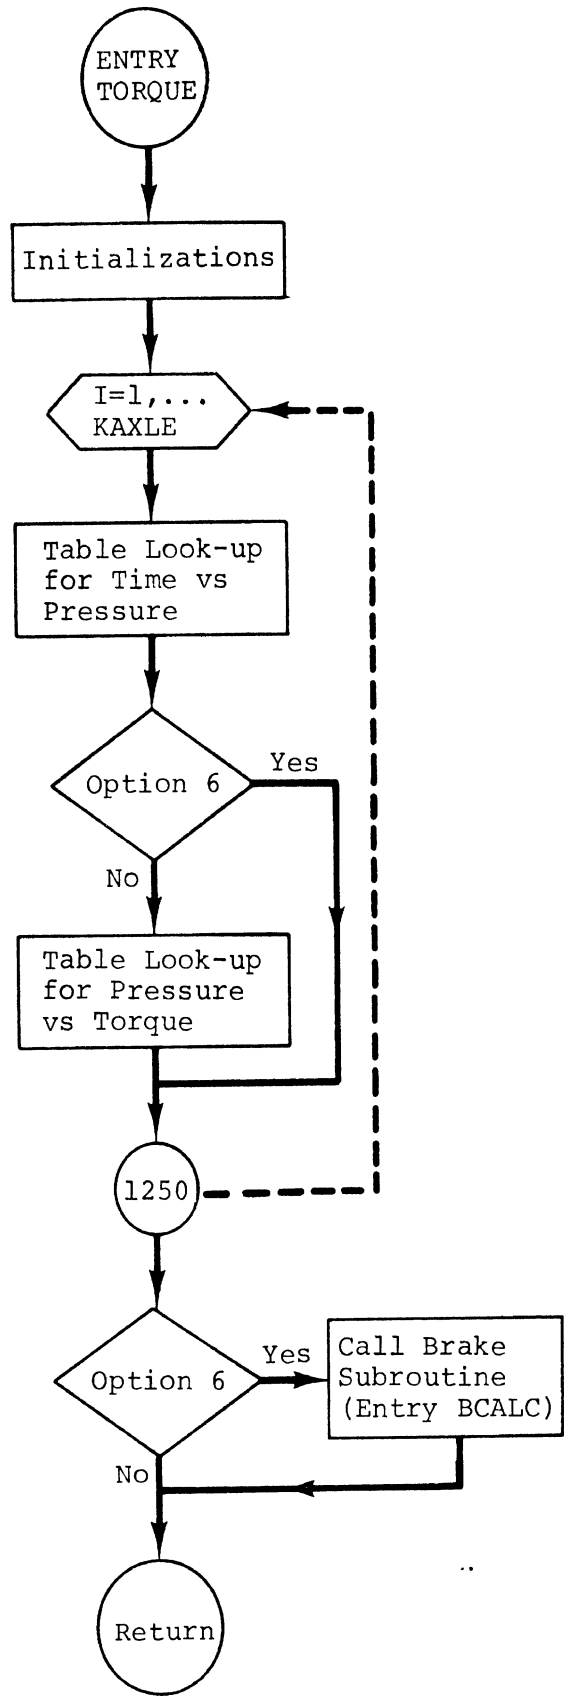 ENTRY
TORQUE
Initializations
I=1,...
KAXLE
Table Look-up
for Time vs
Pressure
Option 6
Yes
No
Table Look-up
for Pressure
vs Torque
1250
Option 6
Yes
Call Brake
Subroutine
(Entry BCALC)
No
Return